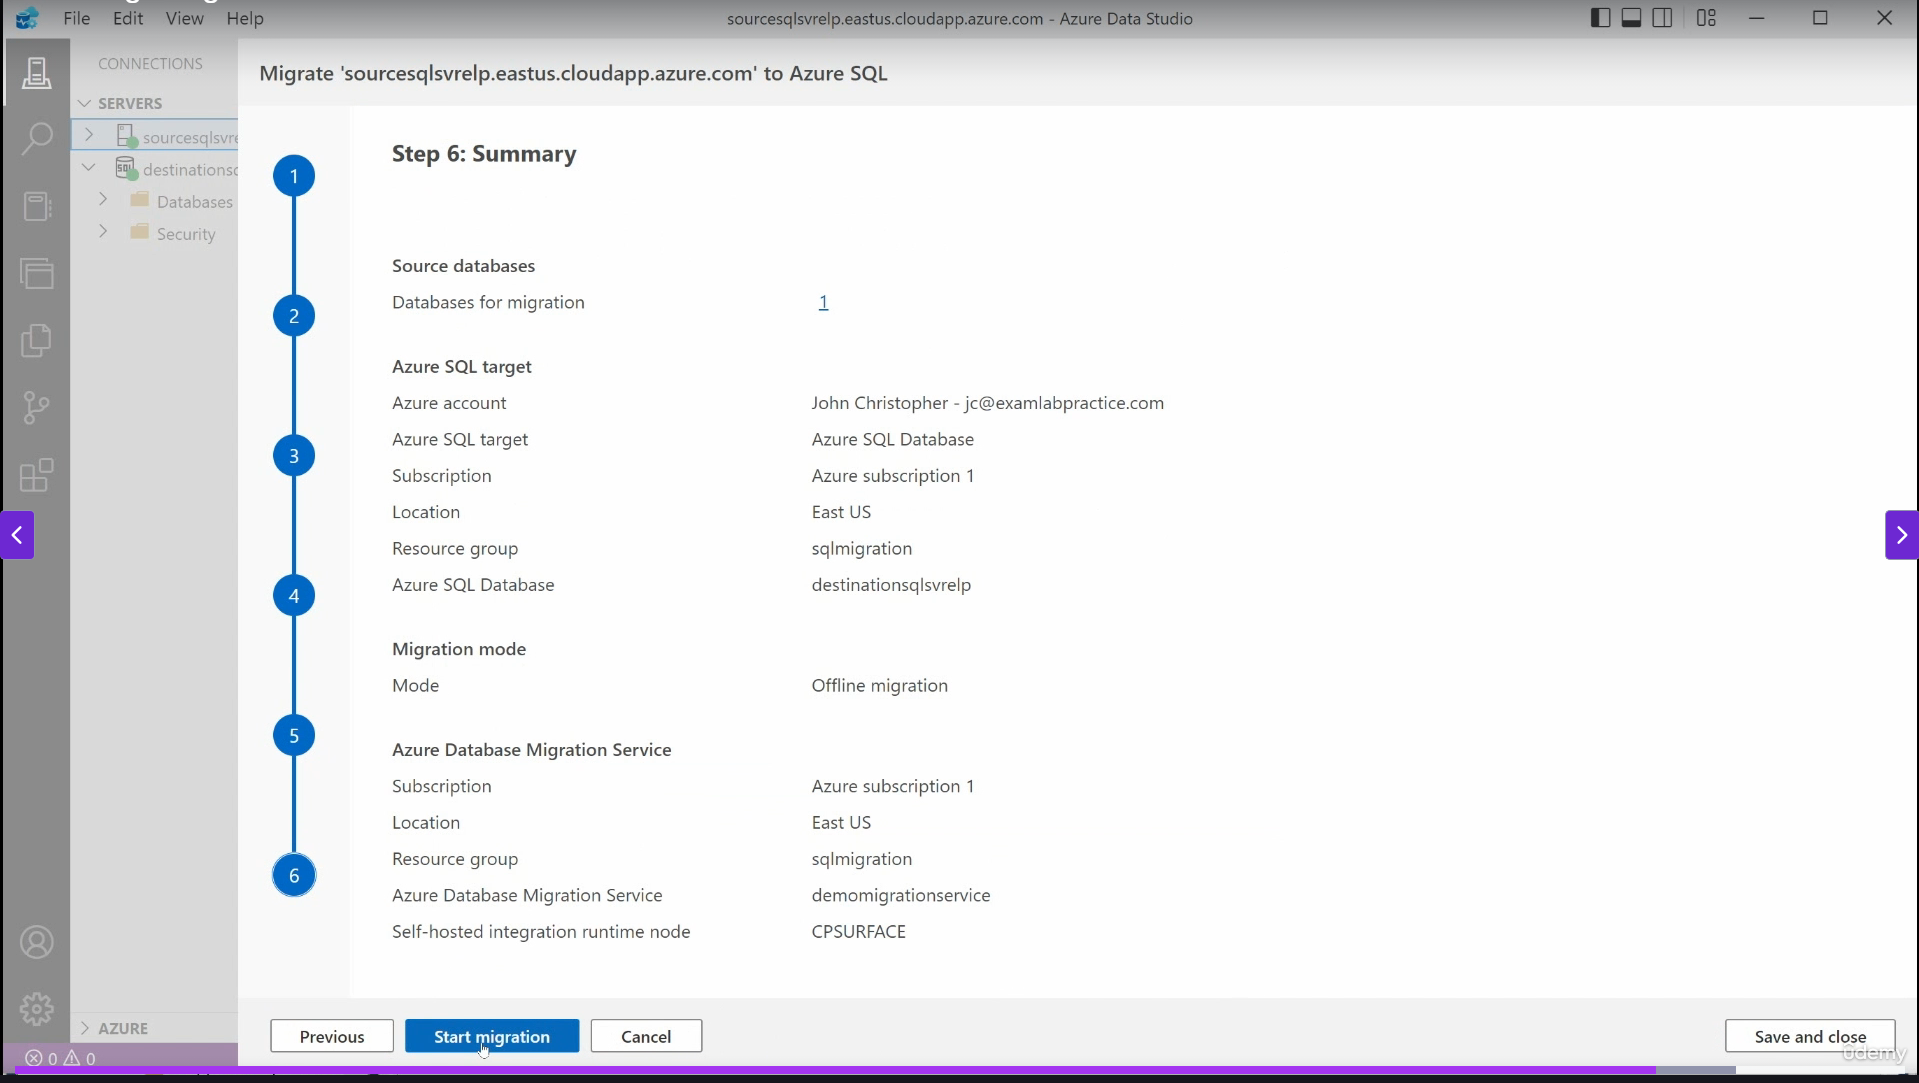 File Edit View Help
sourcesqlsvrelp.eastus.cloudapp.azure.com - Azure Data Studio
CONNECTIONS
SERVERS
sourcesqlsvre
destinationsc
Databases
Security
AZURE
0 0
Migrate 'sourcesqlsvrelp.eastus.cloudapp.azure.com' to Azure SQL
1
2
3
4
5
6
Step 6: Summary
Source databases
Databases for migration 1
Azure SQL target
Azure account John Christopher - jc@examlabpractice.com
Azure SQL target Azure SQL Database
Subscription Azure subscription 1
Location East US
Resource group sqlmigration
Azure SQL Database destinationsqlsvrelp
Migration mode
Mode Offline migration
Azure Database Migration Service
Subscription Azure subscription 1
Location East US
Resource group sqlmigration
Azure Database Migration Service demomigrationservice
Self-hosted integration runtime node CPSURFACE
Previous Start migration Cancel Save and close
ûdemy